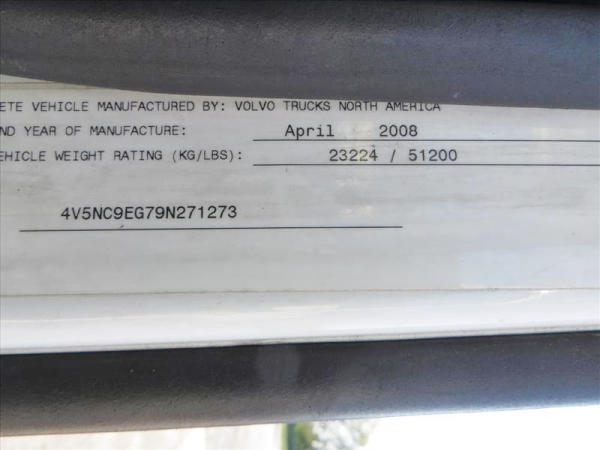 ETE VEHICLE MANUFACTURED BY: VOLVO TRUCKS NORTH AMERICA
ND YEAR OF MANUFACTURE: April 2008
EHICLE WEIGHT RATING (KG/LBS): 23224 / 51200
4V5NC9EG79N271273